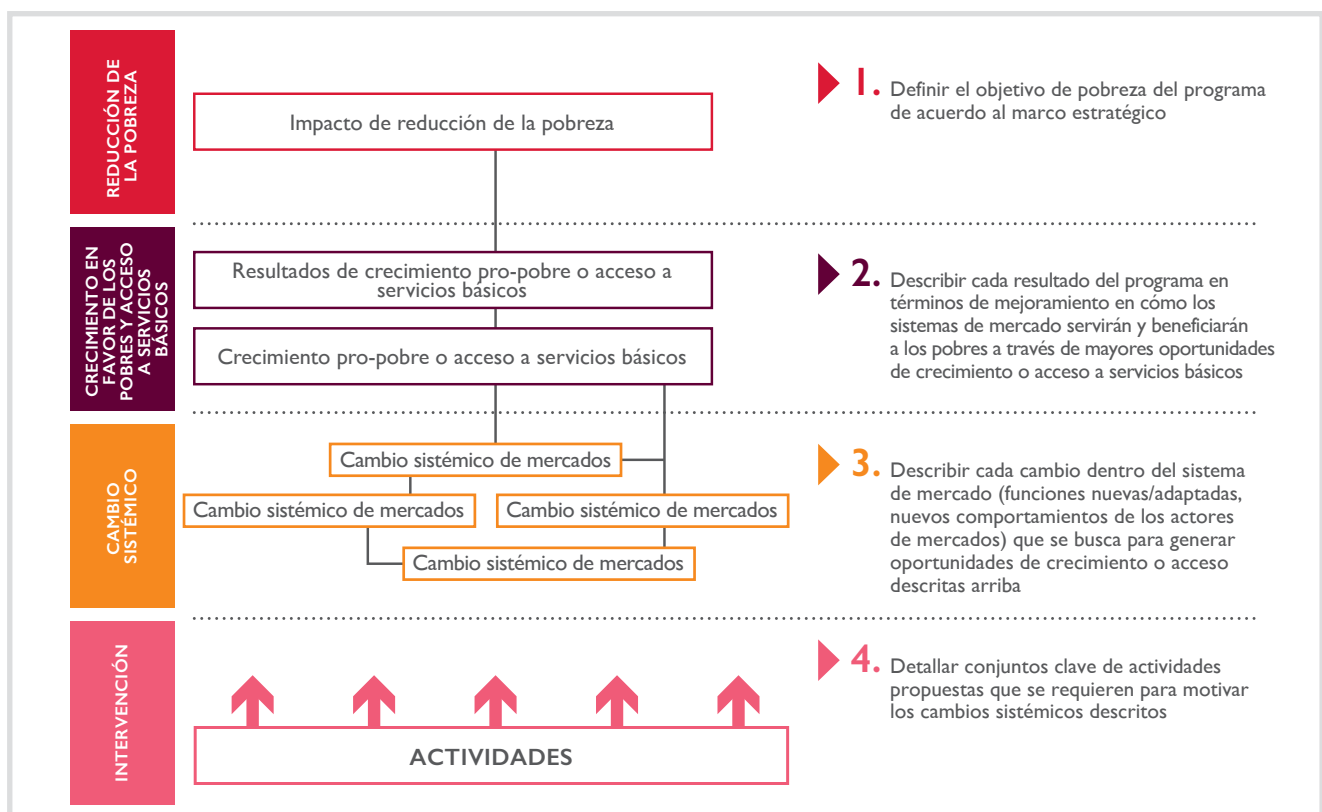 REDUCCIÓN DE
LA POBREZA
Impacto de reducción de la pobreza
1. Definir el objetivo de pobreza del programa
de acuerdo al marco estratégico
CRECIMIENTO EN
FAVOR DE LOS
POBRES Y ACCESO
A SERVICIOS
BÁSICOS
Resultados de crecimiento pro-pobre o acceso a
servicios básicos
Crecimiento pro-pobre o acceso a servicios básicos
2. Describir cada resultado del programa en
términos de mejoramiento en cómo los
sistemas de mercado servirán y beneficiarán
a los pobres a través de mayores oportunidades
de crecimiento o acceso a servicios básicos
CAMBIO
SISTÉMICO
Cambio sistémico de mercados
Cambio sistémico de mercados
Cambio sistémico de mercados
Cambio sistémico de mercados
3. Describir cada cambio dentro del sistema
de mercado (funciones nuevas/adaptadas,
nuevos comportamientos de los actores
de mercados) que se busca para generar
oportunidades de crecimiento o acceso
descritas arriba
INTERVENCIÓN
ACTIVIDADES
4. Detallar conjuntos clave de actividades
propuestas que se requieren para motivar
los cambios sistémicos descritos